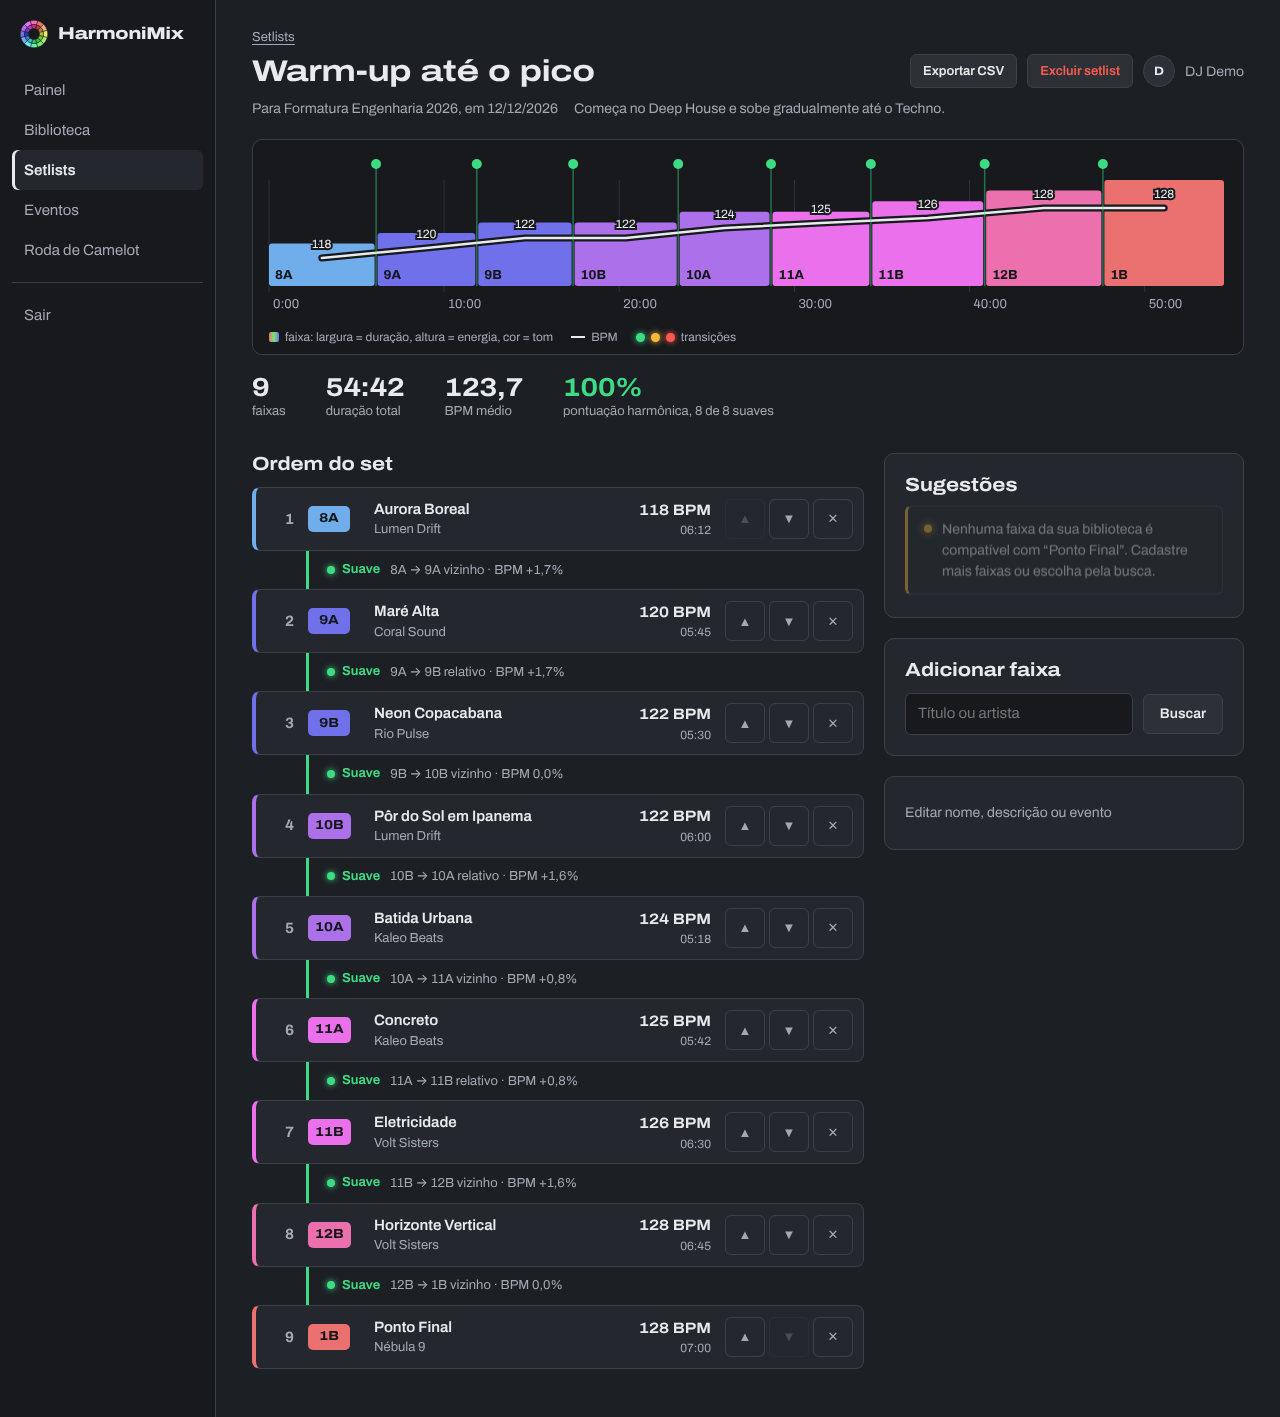 HarmoniMix
Painel
Biblioteca
Setlists
Eventos
Roda de Camelot
Sair
Setlists
Warm-up até o pico
Exportar CSV
Excluir setlist
D
DJ Demo
Para Formatura Engenharia 2026, em 12/12/2026 Começa no Deep House e sobe gradualmente até o Techno.
118 120 122 122 124 125 126 128 128
8A 9A 9B 10B 10A 11A 11B 12B 1B
0:00 10:00 20:00 30:00 40:00 50:00
faixa: largura = duração, altura = energia, cor = tom BPM transições
9 54:42 123,7 100%
faixas duração total BPM médio pontuação harmônica, 8 de 8 suaves
Ordem do set
1 8A Aurora Boreal 118 BPM ▲ ▼ ×
Lumen Drift 06:12
Suave 8A → 9A vizinho · BPM +1,7%
2 9A Maré Alta 120 BPM ▲ ▼ ×
Coral Sound 05:45
Suave 9A → 9B relativo · BPM +1,7%
3 9B Neon Copacabana 122 BPM ▲ ▼ ×
Rio Pulse 05:30
Suave 9B → 10B vizinho · BPM 0,0%
4 10B Pôr do Sol em Ipanema 122 BPM ▲ ▼ ×
Lumen Drift 06:00
Suave 10B → 10A relativo · BPM +1,6%
5 10A Batida Urbana 124 BPM ▲ ▼ ×
Kaleo Beats 05:18
Suave 10A → 11A vizinho · BPM +0,8%
6 11A Concreto 125 BPM ▲ ▼ ×
Kaleo Beats 05:42
Suave 11A → 11B relativo · BPM +0,8%
7 11B Eletricidade 126 BPM ▲ ▼ ×
Volt Sisters 06:30
Suave 11B → 12B vizinho · BPM +1,6%
8 12B Horizonte Vertical 128 BPM ▲ ▼ ×
Volt Sisters 06:45
Suave 12B → 1B vizinho · BPM 0,0%
9 1B Ponto Final 128 BPM ▲ ▼ ×
Nébula 9 07:00
Sugestões
Nenhuma faixa da sua biblioteca é
compatível com “Ponto Final”. Cadastre
mais faixas ou escolha pela busca.
Adicionar faixa
Título ou artista
Buscar
Editar nome, descrição ou evento